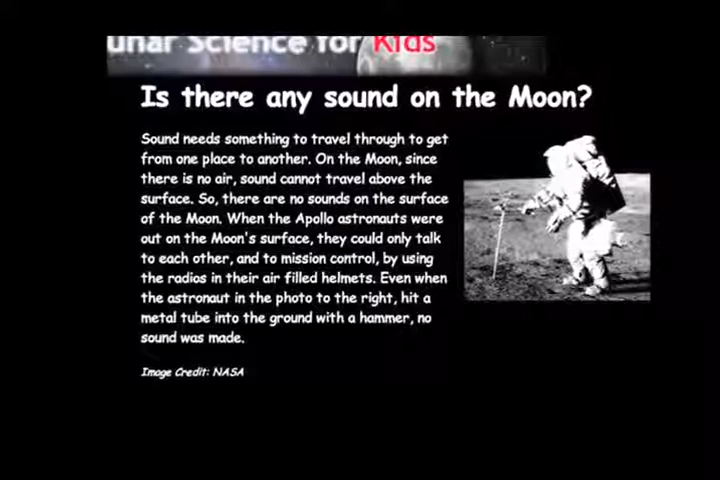 unar Science for Kids
Is there any sound on the Moon?
Sound needs something to travel through to get
from one place to another. On the Moon, since
there is no air, sound cannot travel above the
surface. So, there are no sounds on the surface
of the Moon. When the Apollo astronauts were
out on the Moon's surface, they could only talk
to each other, and to mission control, by using
the radios in their air filled helmets. Even when
the astronaut in the photo to the right, hit a
metal tube into the ground with a hammer, no
sound was made.
Image Credit: NASA